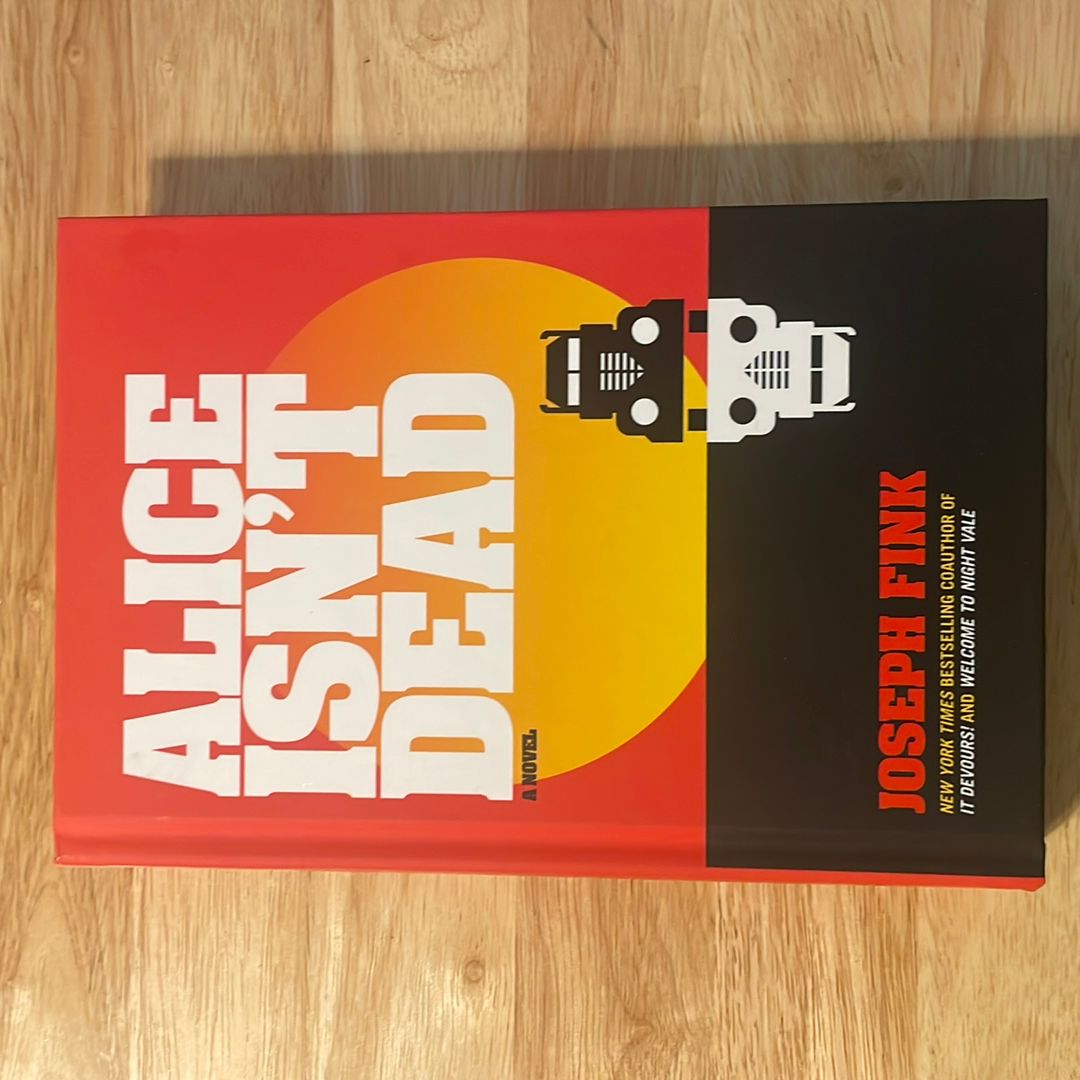 ALICE
ISN'T
DEAD
A NOVEL
JOSEPH FINK
NEW YORK TIMES BESTSELLING COAUTHOR OF
IT DEVOURS! AND WELCOME TO NIGHT VALE